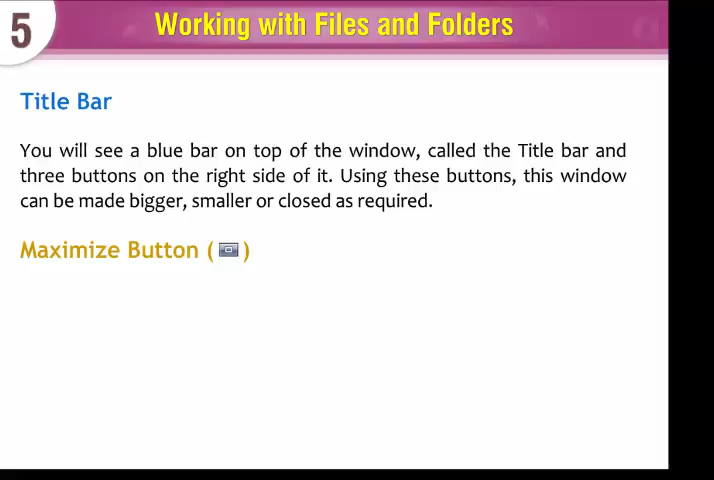 5
Working with Files and Folders
Title Bar
You will see a blue bar on top of the window, called the Title bar and
three buttons on the right side of it. Using these buttons, this window
can be made bigger, smaller or closed as required.
Maximize Button ( )